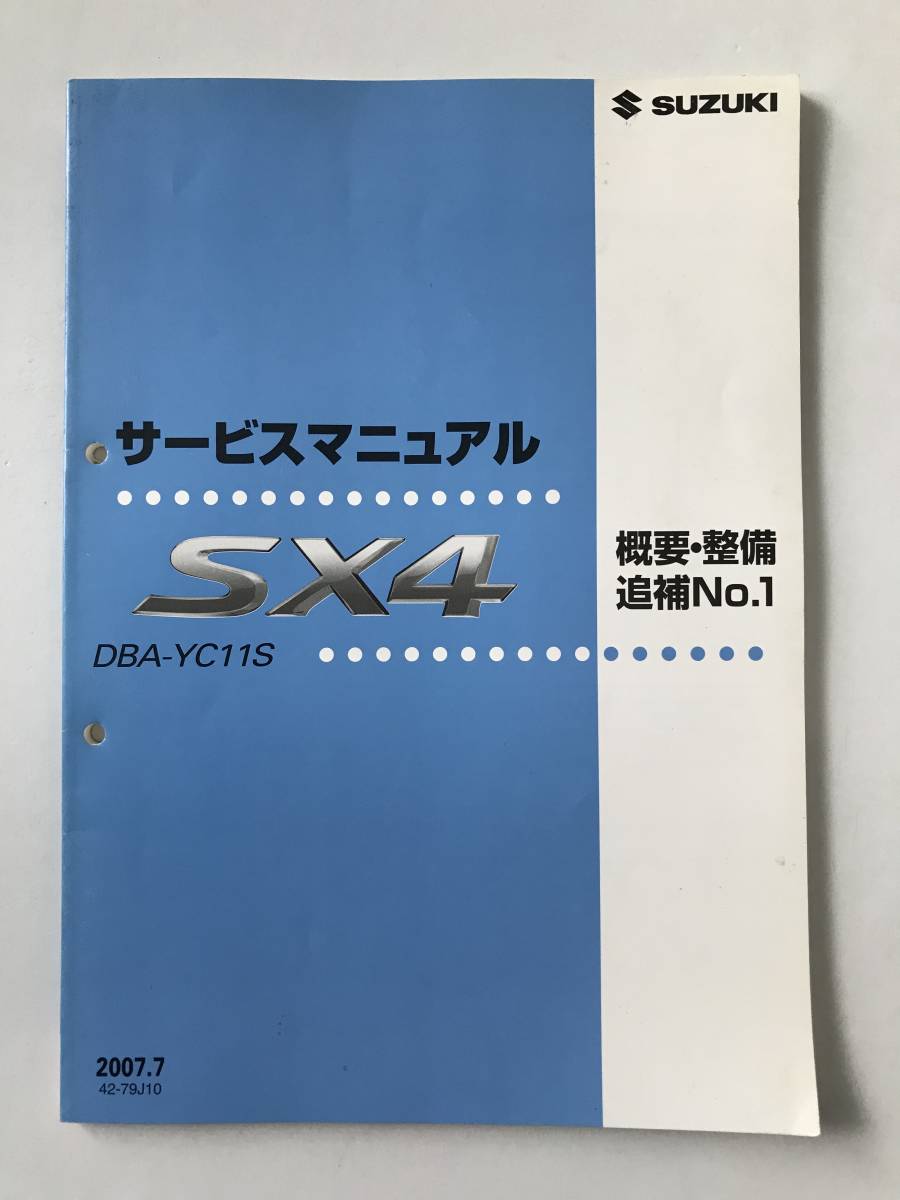 SUZUKI
サービスマニュアル
SX4
概要・整備
追補No.1
DBA-YC11S
2007.7
42-79J10